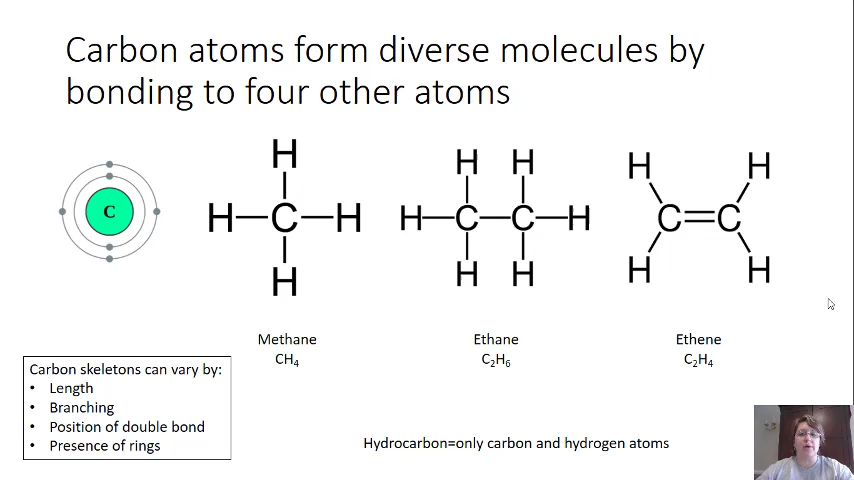 Carbon atoms form diverse molecules by
bonding to four other atoms
C
H
H—C—H
H
H H
H—C—C—H
H H
H H
C=C
H H
Methane
CH₄
Ethane
C₂H₆
Ethene
C₂H₄
Carbon skeletons can vary by:
• Length
• Branching
• Position of double bond
• Presence of rings
Hydrocarbon=only carbon and hydrogen atoms